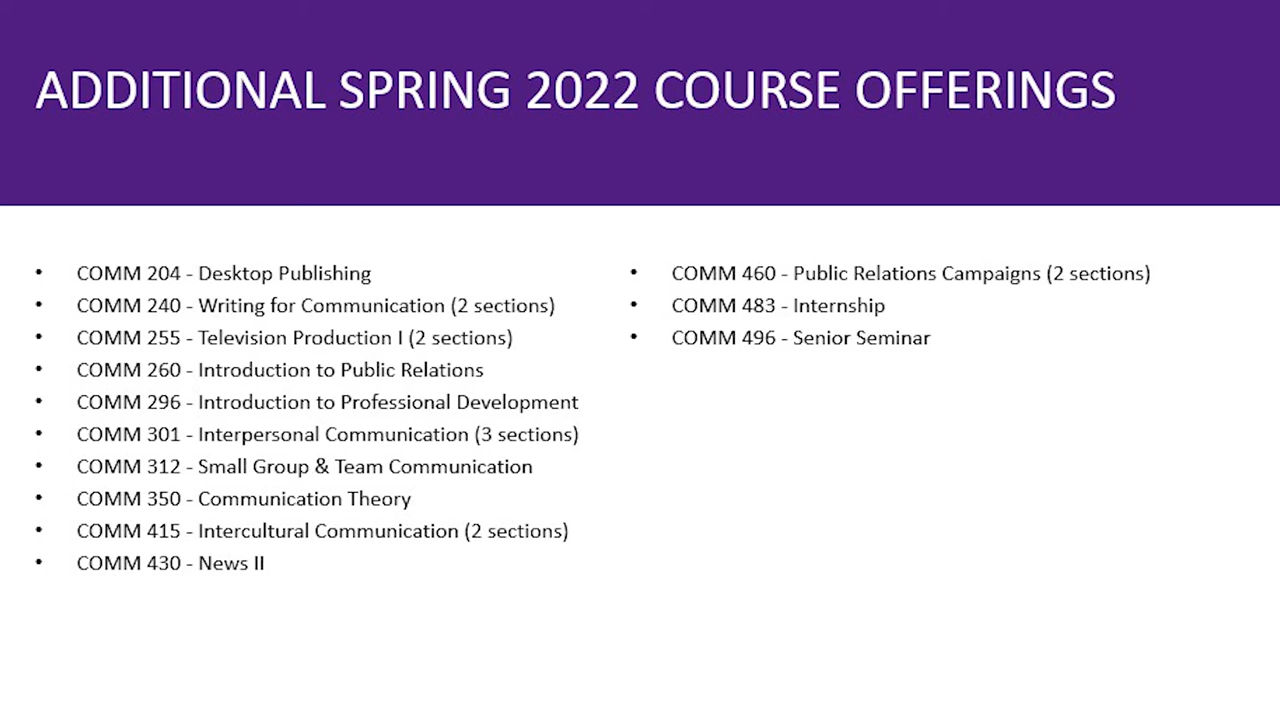 ADDITIONAL SPRING 2022 COURSE OFFERINGS
• COMM 204 - Desktop Publishing
• COMM 240 - Writing for Communication (2 sections)
• COMM 255 - Television Production I (2 sections)
• COMM 260 - Introduction to Public Relations
• COMM 296 - Introduction to Professional Development
• COMM 301 - Interpersonal Communication (3 sections)
• COMM 312 - Small Group & Team Communication
• COMM 350 - Communication Theory
• COMM 415 - Intercultural Communication (2 sections)
• COMM 430 - News II
• COMM 460 - Public Relations Campaigns (2 sections)
• COMM 483 - Internship
• COMM 496 - Senior Seminar